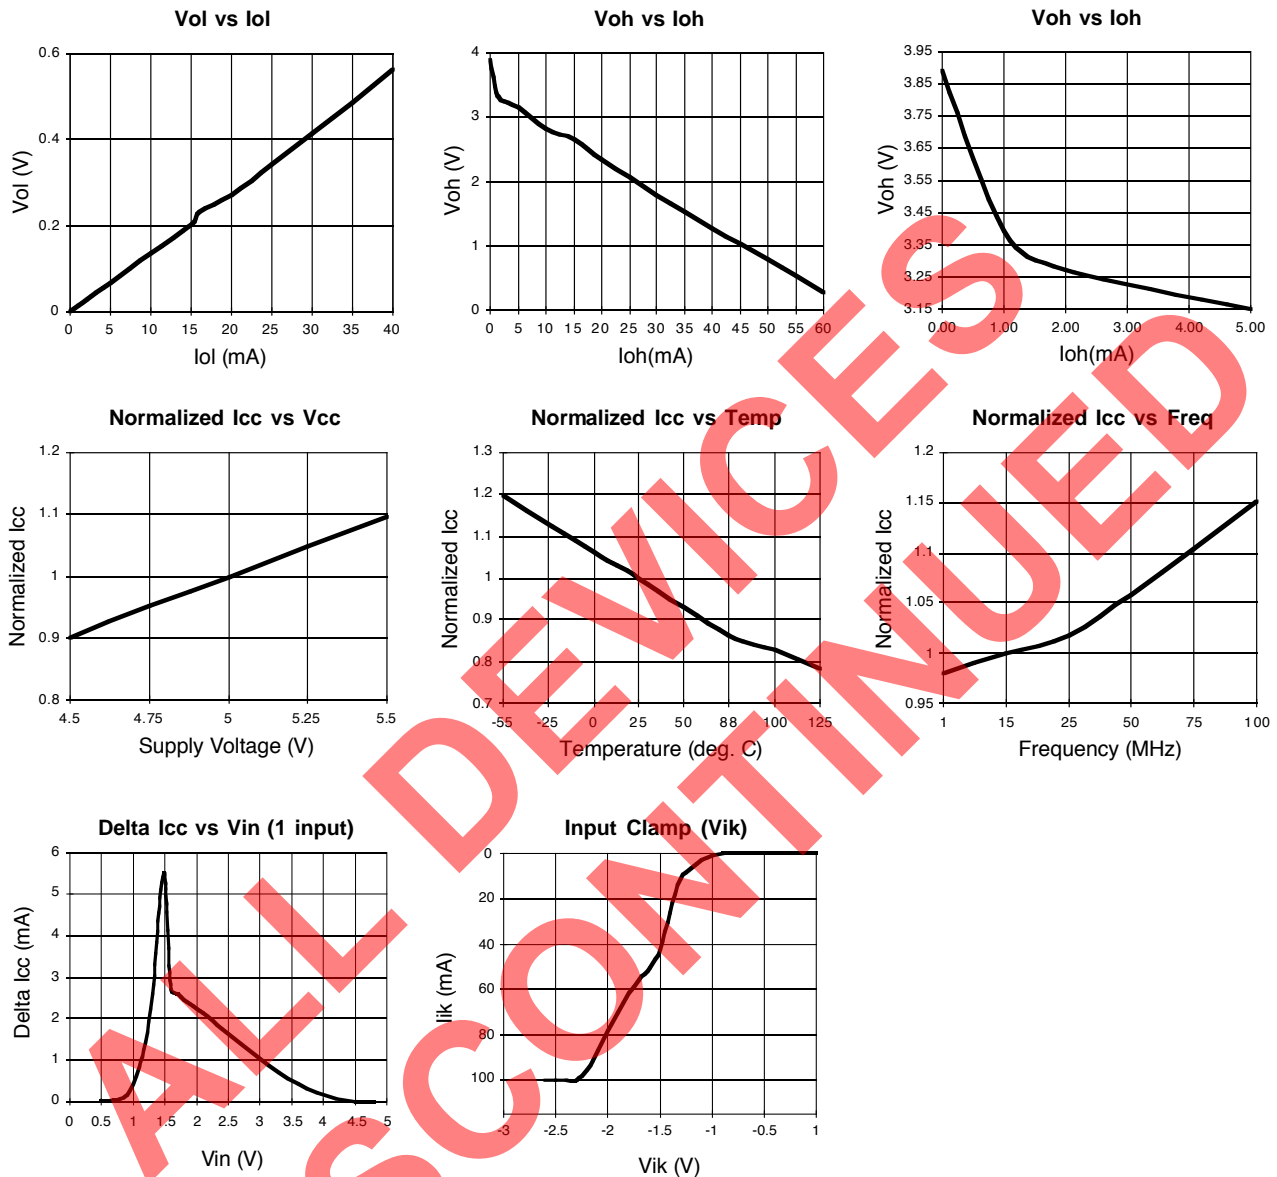 Vol vs Iol
0.6
0.4
0.2
0
0 5 10 15 20 25 30 35 40
Vol (V)
Iol (mA)
Voh vs Ioh
4
3
2
1
0
0 5 10 15 20 25 30 35 40 45 50 55 60
Voh (V)
Ioh(mA)
Voh vs Ioh
3.95
3.85
3.75
3.65
3.55
3.45
3.35
3.25
3.15
0.00 1.00 2.00 3.00 4.00 5.00
Voh (V)
Ioh(mA)
Normalized Icc vs Vcc
1.2
1.1
1
0.9
0.8
4.5 4.75 5 5.25 5.5
Normalized Icc
Supply Voltage (V)
Normalized Icc vs Temp
1.3
1.2
1.1
1
0.9
0.8
0.7
-55 -25 0 25 50 88 100 125
Normalized Icc
Temperature (deg. C)
Normalized Icc vs Freq
1.2
1.15
1.1
1.05
1
0.95
1 15 25 50 75 100
Normalized Icc
Frequency (MHz)
Delta Icc vs Vin (1 input)
6
5
4
3
2
1
0
0 0.5 1 1.5 2 2.5 3 3.5 4 4.5 5
Delta Icc (mA)
Vin (V)
Input Clamp (Vik)
0
20
40
60
80
100
-3 -2.5 -2 -1.5 -1 -0.5 1
Iik (mA)
Vik (V)
ALL DEVICES
SCONTINUED